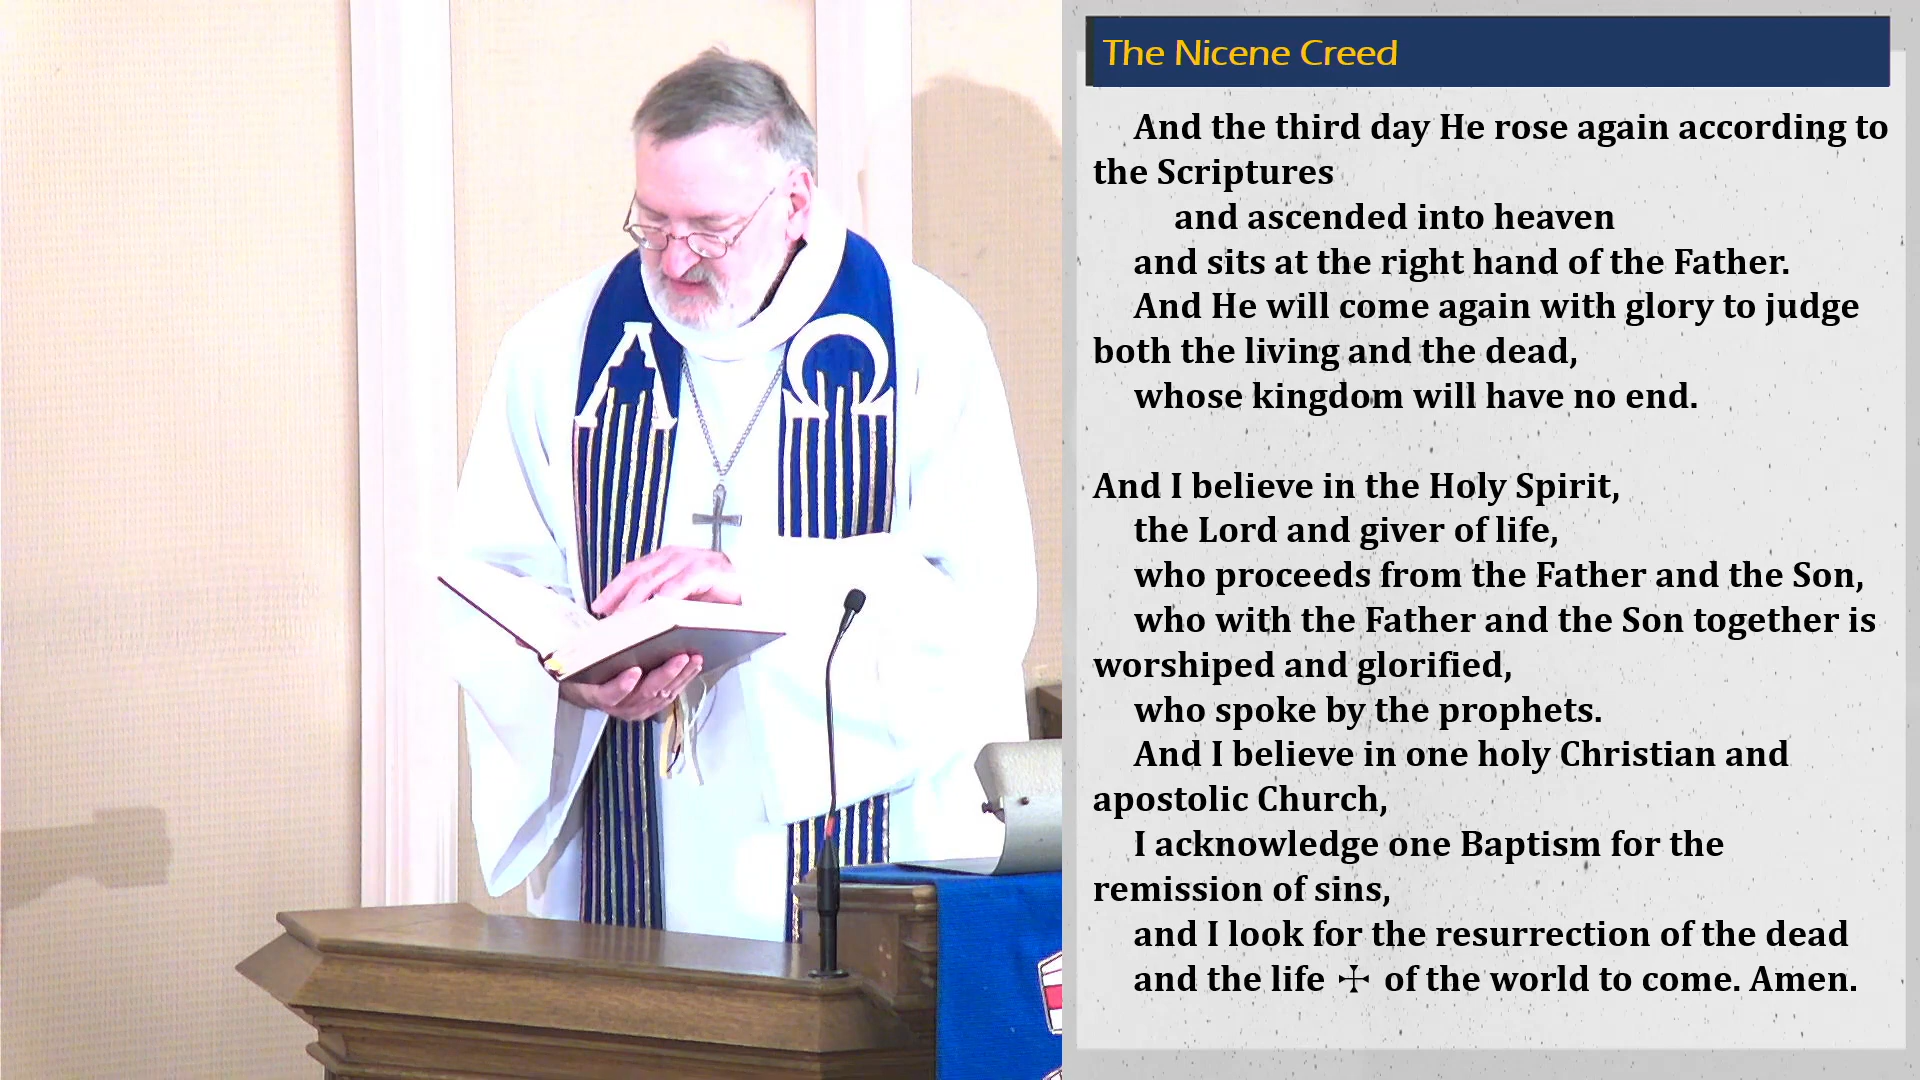 The Nicene Creed
And the third day He rose again according to
the Scriptures
and ascended into heaven
and sits at the right hand of the Father.
And He will come again with glory to judge
both the living and the dead,
whose kingdom will have no end.
And I believe in the Holy Spirit,
the Lord and giver of life,
who proceeds from the Father and the Son,
who with the Father and the Son together is
worshiped and glorified,
who spoke by the prophets.
And I believe in one holy Christian and
apostolic Church,
I acknowledge one Baptism for the
remission of sins,
and I look for the resurrection of the dead
and the life ☩ of the world to come. Amen.
Α Ω